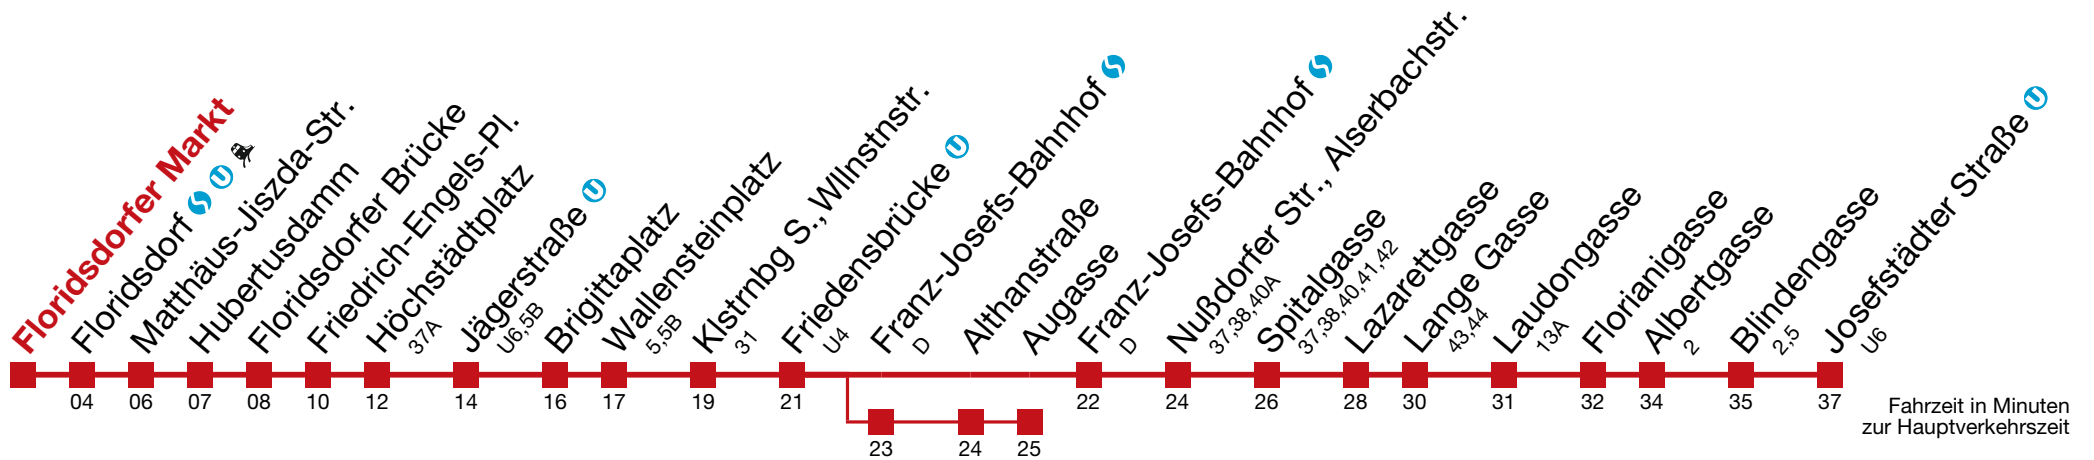 Floridsdorfer Markt
Floridsdorf
Matthäus-Jiszda-Str.
Hubertusdamm
Floridsdorfer Brücke
Friedrich-Engels-Pl.
Höchstädtplatz
37A
Jägerstraße
U6,5B
Brigittaplatz
Wallensteinplatz
5,5B
Klstrnbg S., Wllnstnstr.
31
Friedensbrücke
U4
Franz-Josefs-Bahnhof
D
Althanstraße
Augasse
Franz-Josefs-Bahnhof
D
Nußdorfer Str., Alserbachstr.
37,38,40A
Spitalgasse
37,38,40,41,42
Lazarettgasse
Lange Gasse
43,44
Laudongasse
13A
Florianigasse
Albertgasse
2
Blindengasse
2,5
Josefstädter Straße
U6
04 06 07 08 10 12 14 16 17 19 21 22 24 26 28 30 31 32 34 35 37
23 24 25
Fahrzeit in Minuten
zur Hauptverkehrszeit